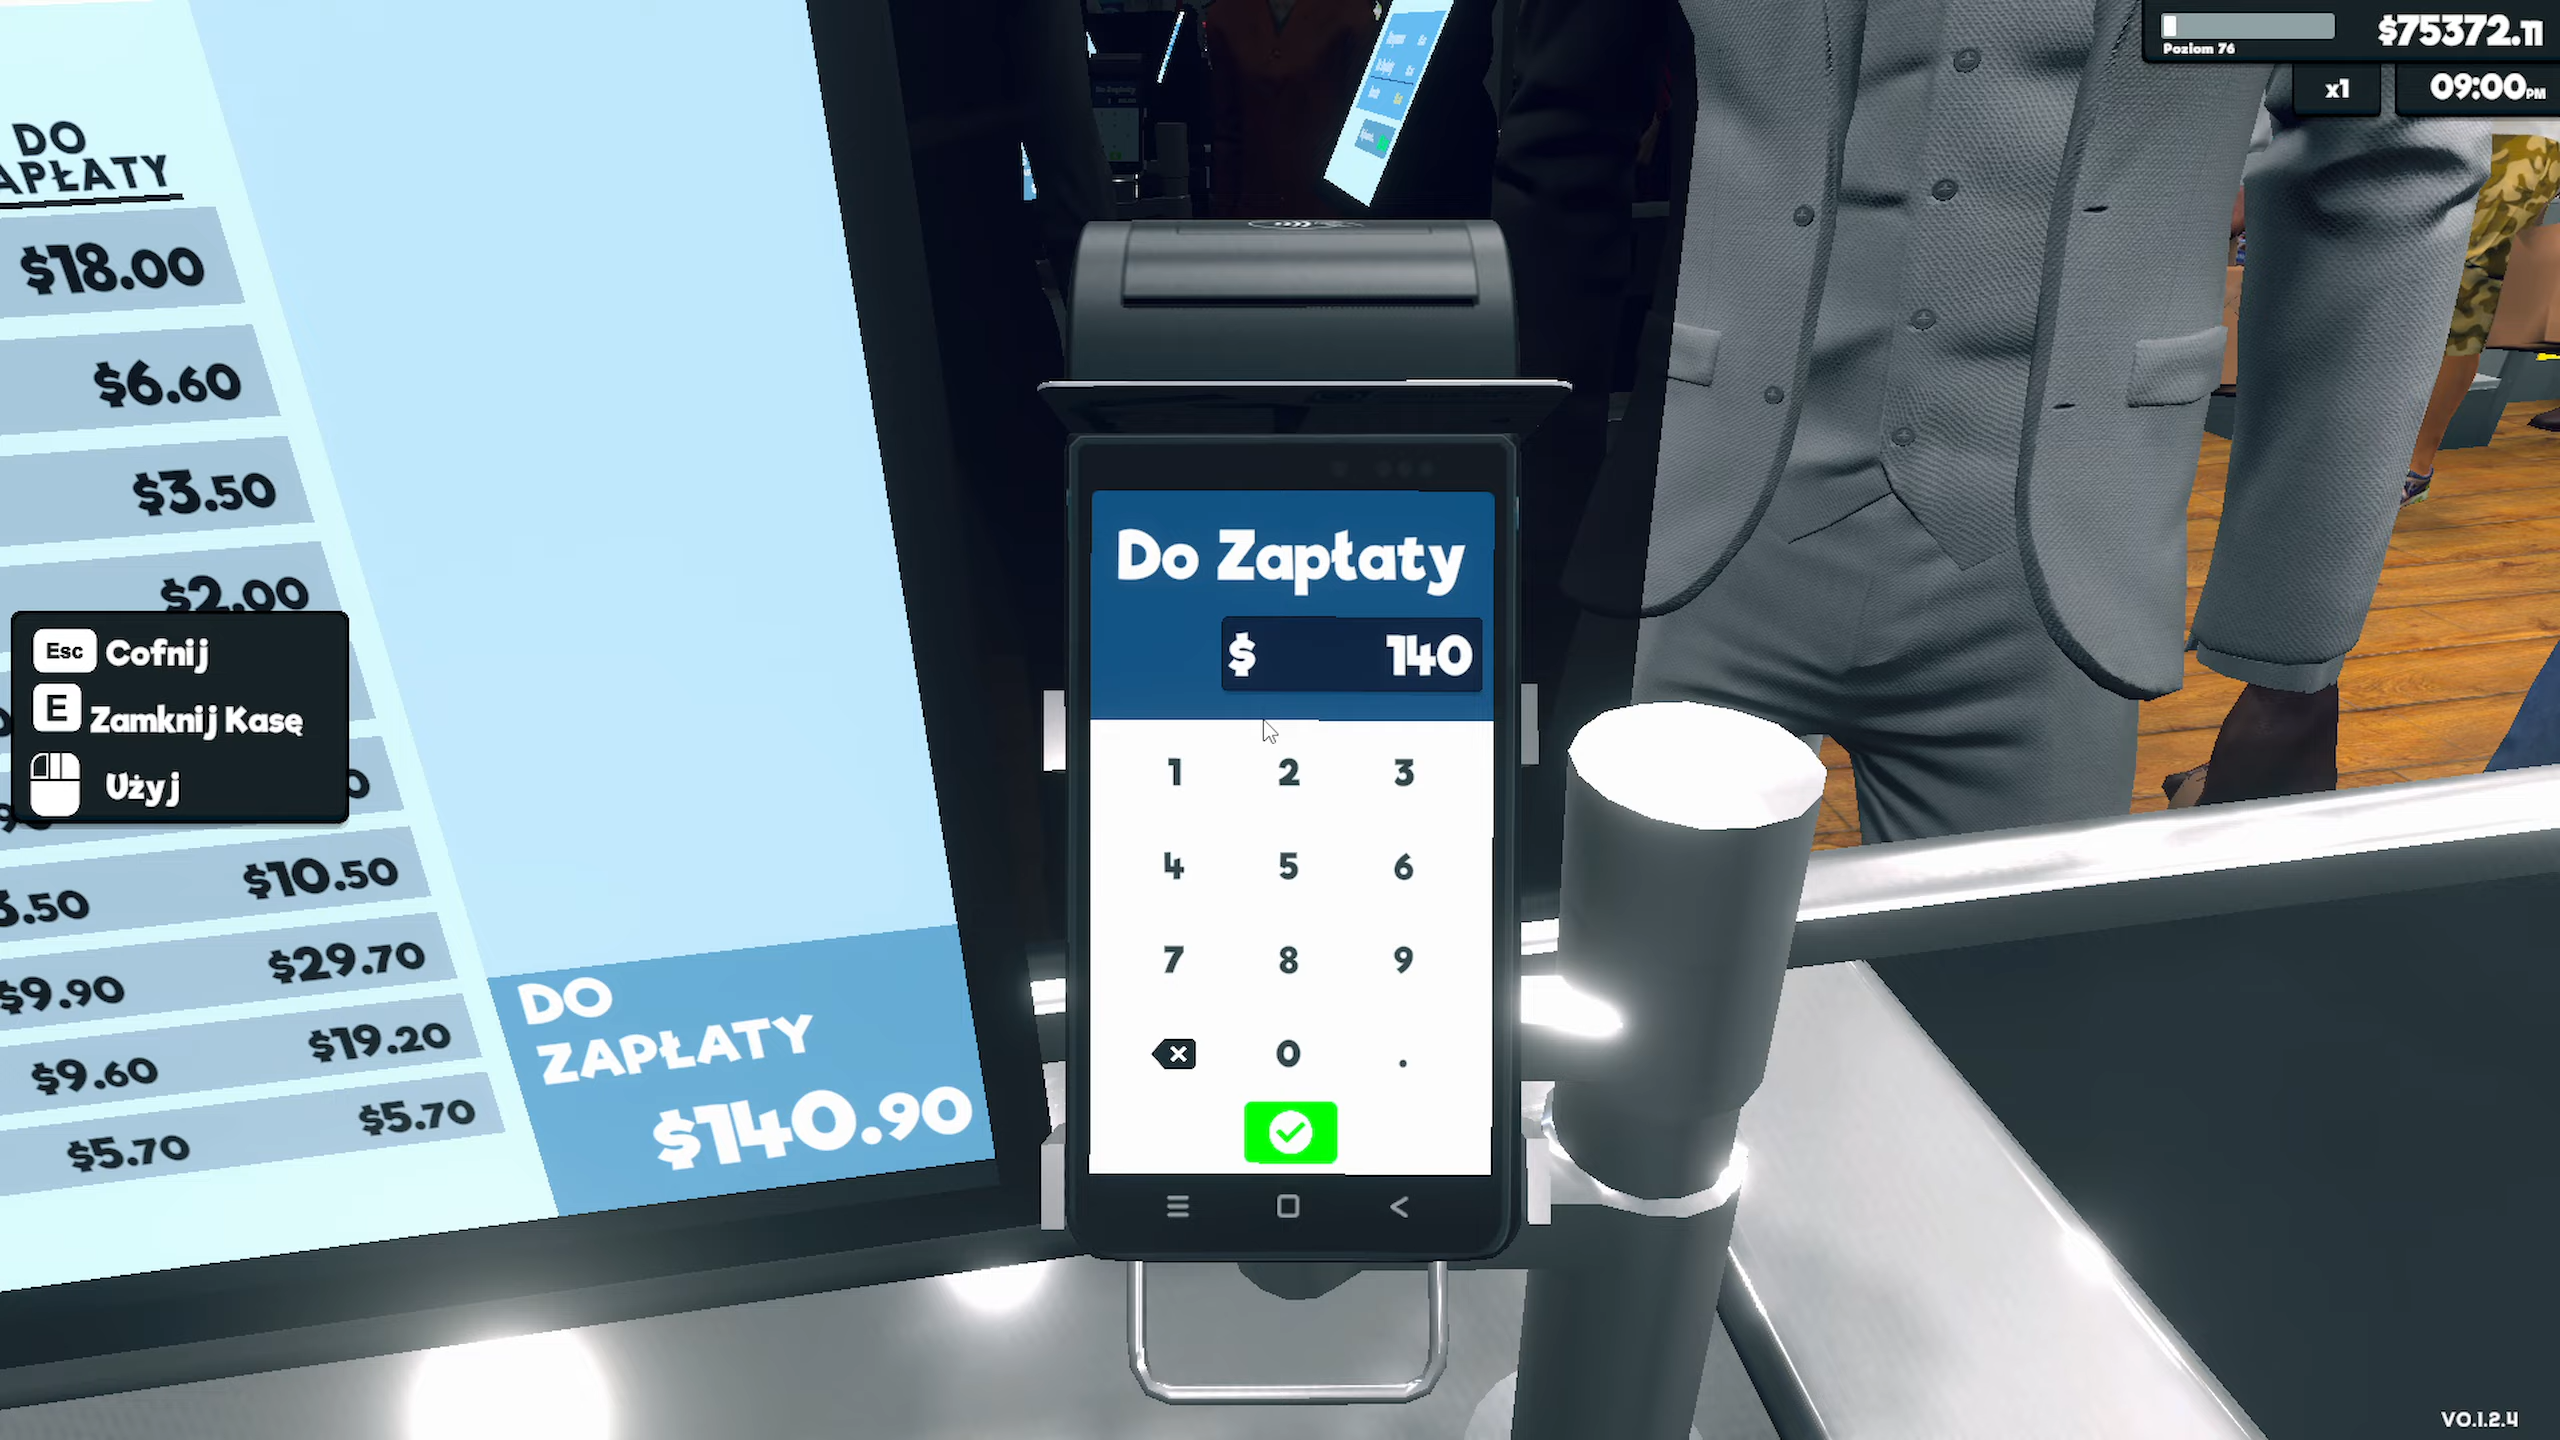 $75372.11
Poziom 76
x1
09:00PM
DO
$18.00
$6.60
$3.50
$2.00
Esc Cofnij
E Zamknij Kasę
Użyj
$10.50
$9.90 $29.70
$9.60 $19.20
$5.70 $5.70
DO
ZAPŁATY
$140.90
Do Zapłaty
$ 140
1 2 3
4 5 6
7 8 9
0 .
V0.1.2.4